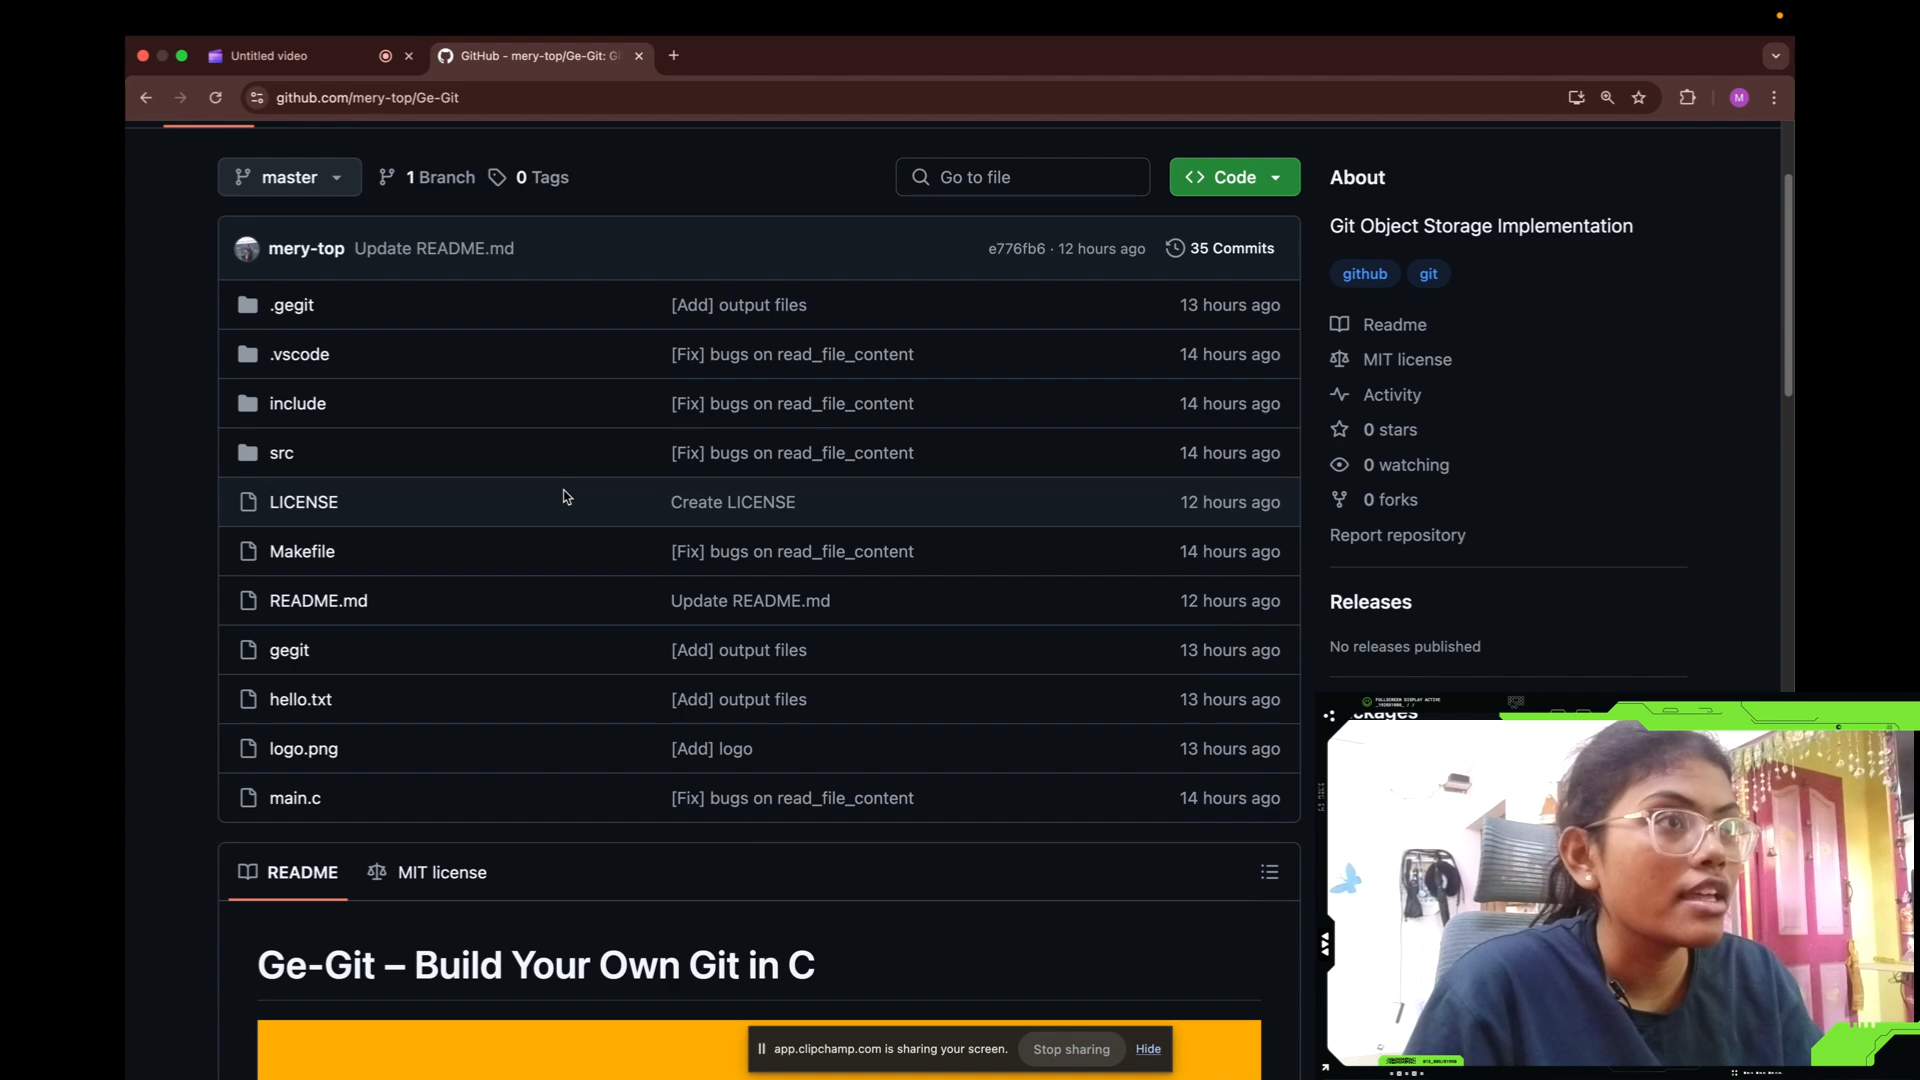 Untitled video
GitHub - mery-top/Ge-Git: Gi
github.com/mery-top/Ge-Git
M
master
1 Branch
0 Tags
Go to file
Code
mery-top Update README.md
e776fb6 · 12 hours ago
35 Commits
.gegit
[Add] output files
13 hours ago
.vscode
[Fix] bugs on read_file_content
14 hours ago
include
[Fix] bugs on read_file_content
14 hours ago
src
[Fix] bugs on read_file_content
14 hours ago
LICENSE
Create LICENSE
12 hours ago
Makefile
[Fix] bugs on read_file_content
14 hours ago
README.md
Update README.md
12 hours ago
gegit
[Add] output files
13 hours ago
hello.txt
[Add] output files
13 hours ago
logo.png
[Add] logo
13 hours ago
main.c
[Fix] bugs on read_file_content
14 hours ago
README
MIT license
Ge-Git – Build Your Own Git in C
About
Git Object Storage Implementation
github
git
Readme
MIT license
Activity
0 stars
0 watching
0 forks
Report repository
Releases
No releases published
ckages
FULLSCREEN DISPLAY ACTIVE
app.clipchamp.com is sharing your screen.
Stop sharing
Hide